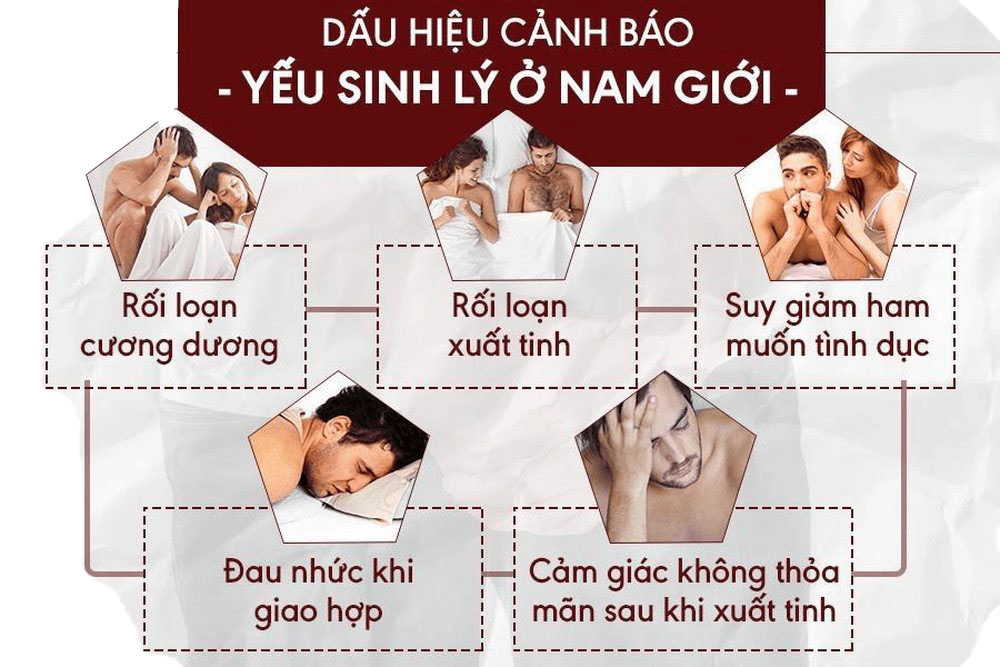 DẤU HIỆU CẢNH BÁO
- YẾU SINH LÝ Ở NAM GIỚI -
Rối loạn
cương dương
Rối loạn
xuất tinh
Suy giảm ham
muốn tình dục
Đau nhức khi
giao hợp
Cảm giác không thỏa
mãn sau khi xuất tinh